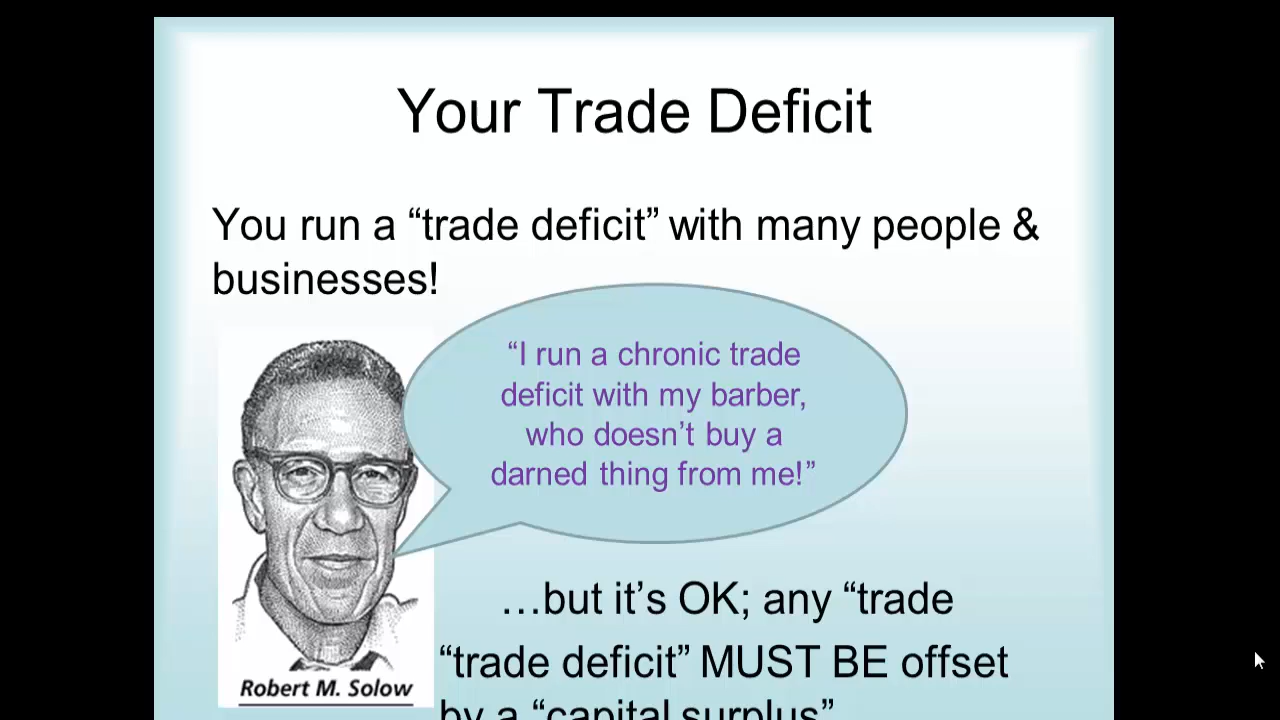 Your Trade Deficit
You run a “trade deficit” with many people &
businesses!
“I run a chronic trade
deficit with my barber,
who doesn’t buy a
darned thing from me!”
…but it’s OK; any “trade
“trade deficit” MUST BE offset
by a “capital surplus”
Robert M. Solow